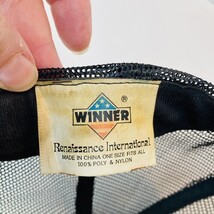 WINNER ®
Renaissance International
MADE IN CHINA ONE SIZE FITS ALL
100% POLY & NYLON